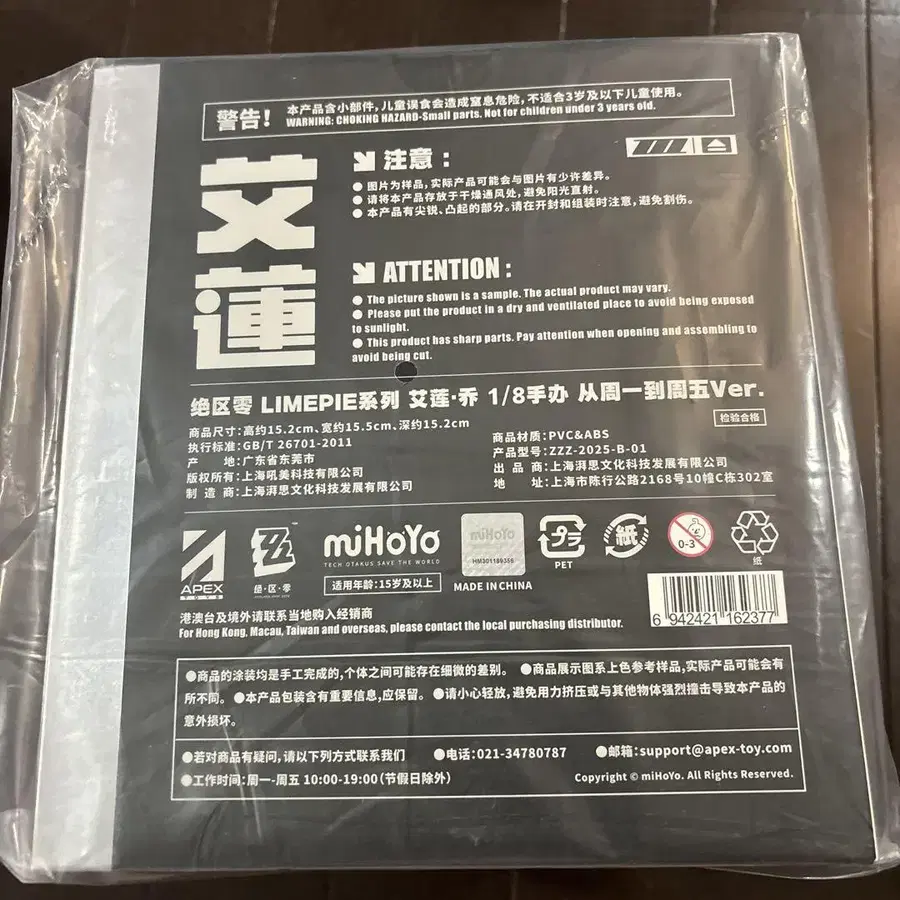 警告!
本产品含小部件,儿童误食会造成窒息危险,不适合3岁及以下儿童使用。
WARNING: CHOKING HAZARD-Small parts. Not for children under 3 years old.
艾蓮
注意:
● 图片为样品,实际产品可能会与图片有少许差异。
● 请将本产品存放于干燥通风处,避免阳光直射。
● 本产品有尖锐、凸起的部分。请在开封和组装时注意,避免割伤。
ATTENTION:
● The picture shown is a sample. The actual product may vary.
● Please put the product in a dry and ventilated place to avoid being exposed
to sunlight.
● This product has sharp parts. Pay attention when opening and assembling to
avoid being cut.
绝区零 LIMEPIE系列 艾莲·乔 1/8手办 从周一到周五Ver.
检验合格
商品尺寸:高约15.2cm、宽约15.5cm、深约15.2cm
执行标准:GB/T 26701-2011
产 地:广东省东莞市
版权所有:上海吼美科技有限公司
制 造 商:上海湃思文化科技发展有限公司
商品材质:PVC&ABS
产品型号:ZZZ-2025-B-01
出 品 商:上海湃思文化科技发展有限公司
地 址:上海市陈行公路2168号10幢C栋302室
APEX
TOYS
绝·区·零
miHoYo
TECH OTAKUS SAVE THE WORLD
适用年龄:15岁及以上
miHoYo
MADE IN CHINA
プラ
PET
紙
0-3
纸
6 942421 162377
港澳台及境外请联系当地购入经销商
For Hong Kong, Macau, Taiwan and overseas, please contact the local purchasing distributor.
●商品的涂装均是手工完成的,个体之间可能存在细微的差别。 ●商品展示图系上色参考样品,实际产品可能会有
所不同。 ●本产品包装含有重要信息,应保留。 ●请小心轻放,避免用力挤压或与其他物体强烈撞击导致本产品的
意外损坏。
●若对商品有疑问,请以下列方式联系我们 ●电话:021-34780787 ●邮箱:support@apex-toy.com
●工作时间:周一-周五 10:00-19:00(节假日除外)
Copyright © miHoYo. All Rights Reserved.